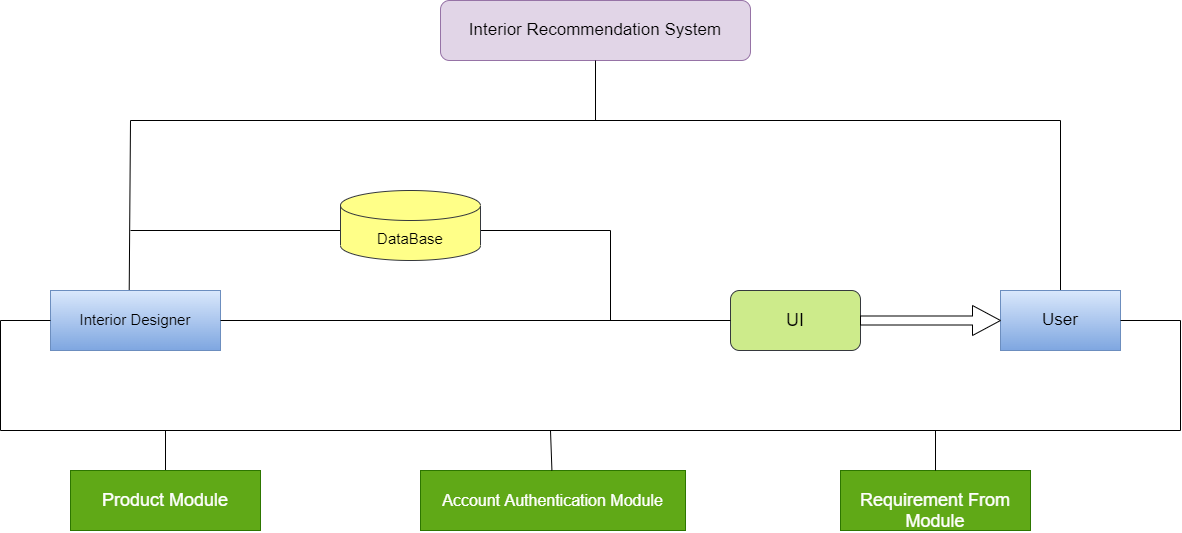 Interior Recommendation System
DataBase
Interior Designer
UI
User
Product Module
Account Authentication Module
Requirement From
Module